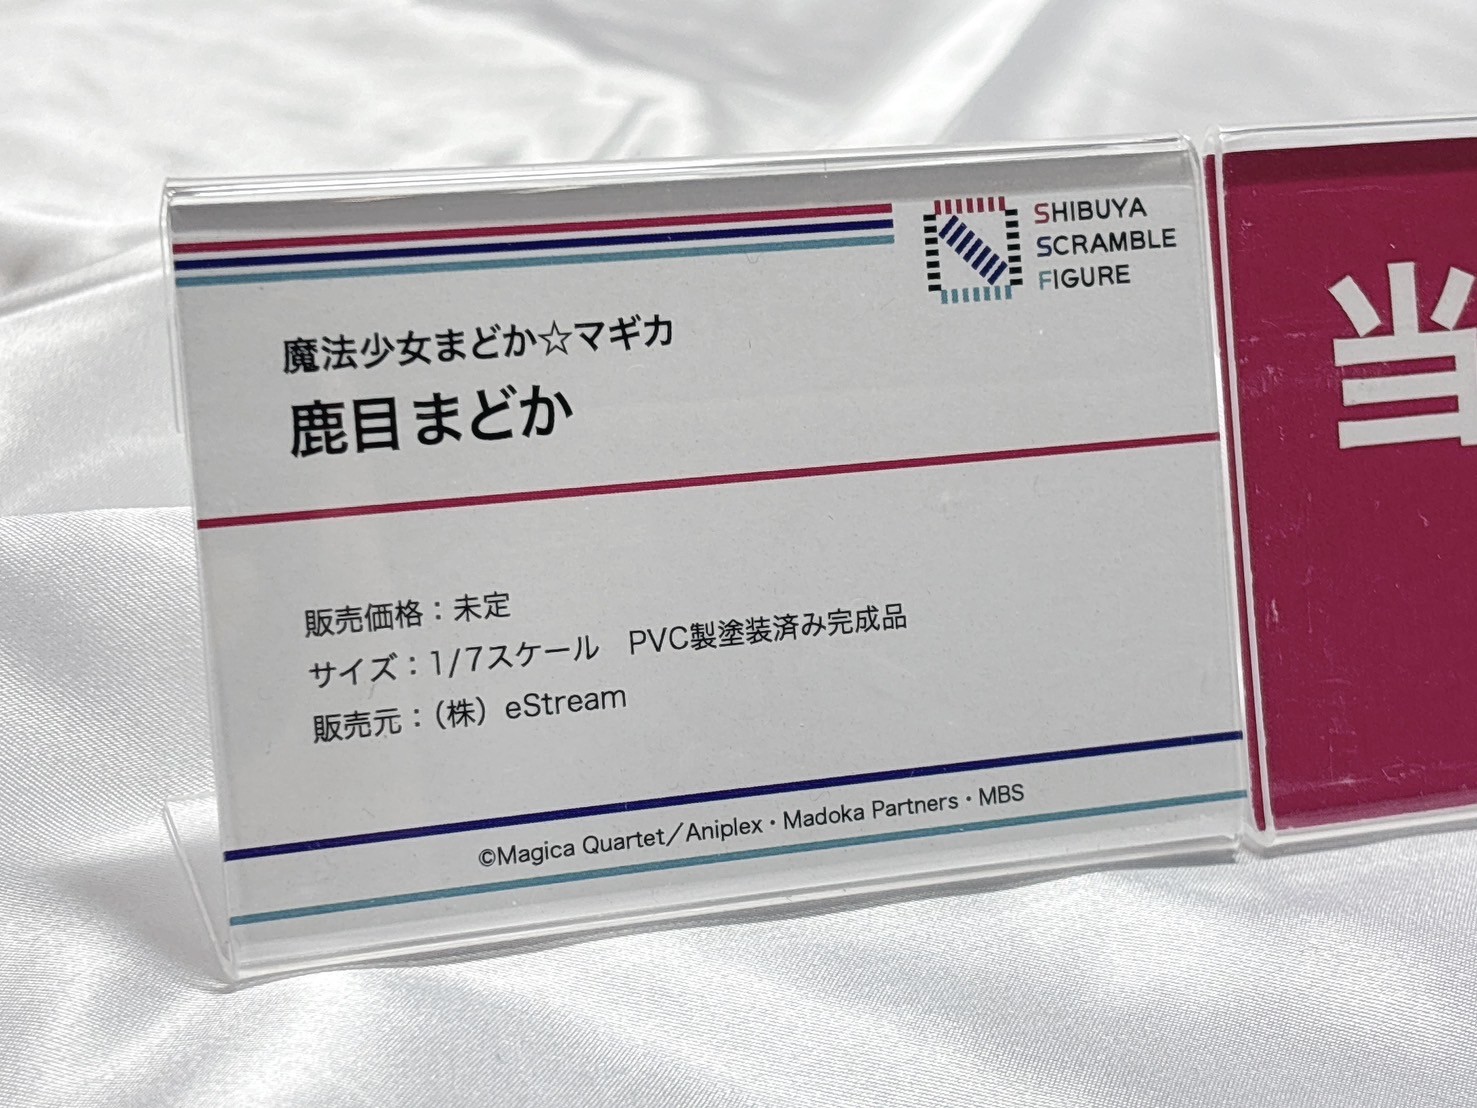 SHIBUYA
SCRAMBLE
FIGURE
魔法少女まどか☆マギカ
鹿目まどか
販売価格：未定
サイズ：1/7スケール　PVC製塗装済み完成品
販売元：（株）eStream
©Magica Quartet／Aniplex・Madoka Partners・MBS
当